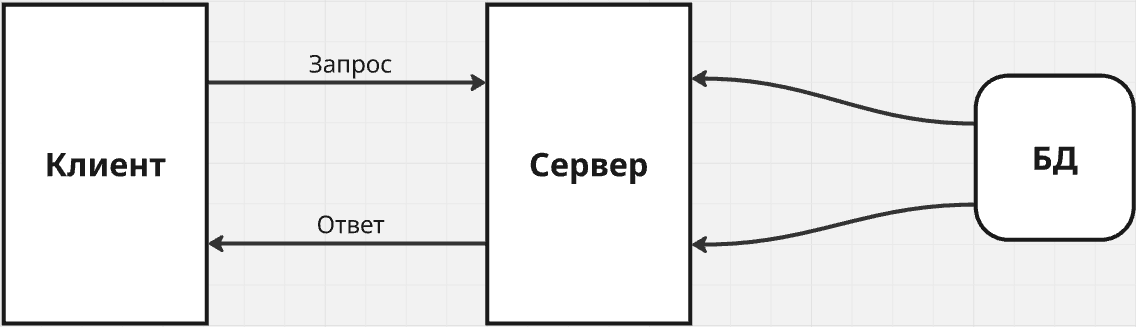 Запрос
Клиент
Сервер
БД
Ответ